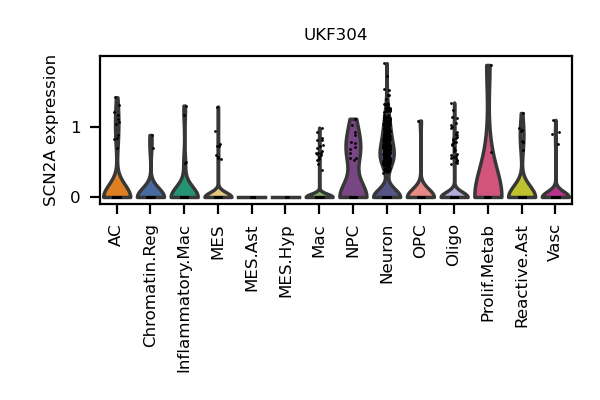 UKF304
SCN2A expression
1
0
AC
Chromatin.Reg
Inflammatory.Mac
MES
MES.Ast
MES.Hyp
Mac
NPC
Neuron
OPC
Oligo
Prolif.Metab
Reactive.Ast
Vasc